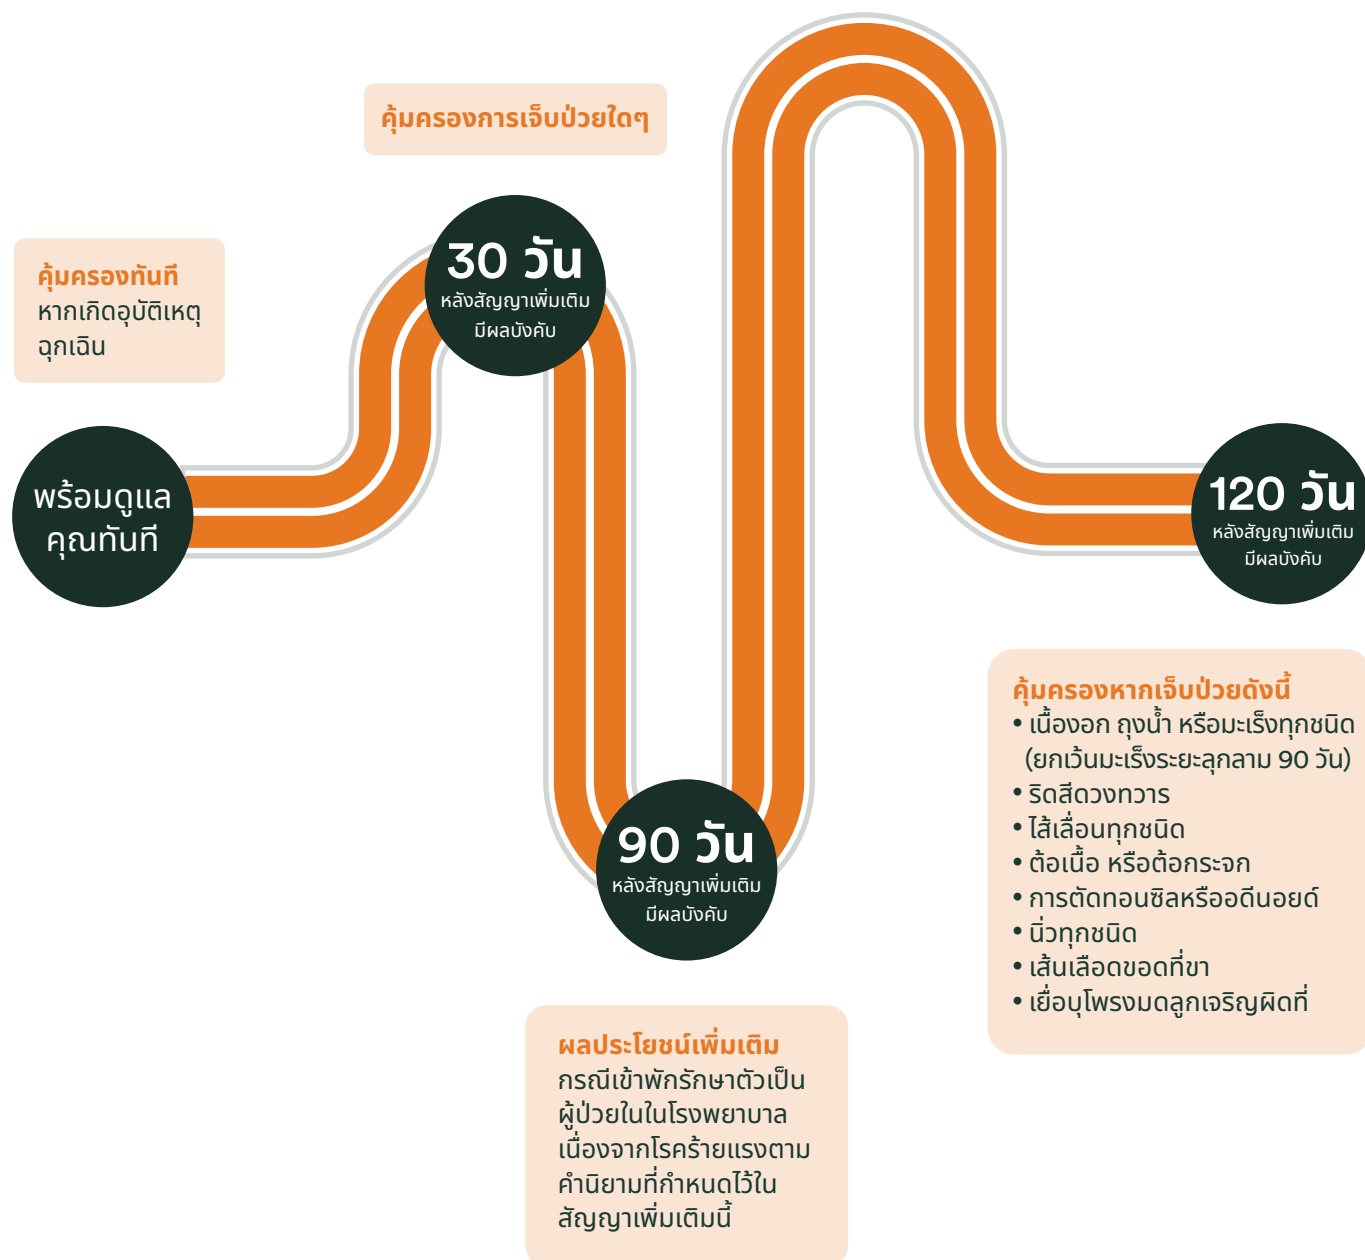 คุ้มครองการเจ็บป่วยใดๆ
30 วัน
หลังสัญญาเพิ่มเติม
มีผลบังคับ
คุ้มครองทันที
หากเกิดอุบัติเหตุ
ฉุกเฉิน
พร้อมดูแล
คุณทันที
120 วัน
หลังสัญญาเพิ่มเติม
มีผลบังคับ
90 วัน
หลังสัญญาเพิ่มเติม
มีผลบังคับ
คุ้มครองหากเจ็บป่วยดังนี้
• เนื้องอก ถุงน้ำ หรือมะเร็งทุกชนิด
(ยกเว้นมะเร็งระยะลุกลาม 90 วัน)
• ริดสีดวงทวาร
• ไส้เลื่อนทุกชนิด
• ต้อเนื้อ หรือต้อกระจก
• การตัดทอนซิลหรืออดีนอยด์
• นิ่วทุกชนิด
• เส้นเลือดขอดที่ขา
• เยื่อบุโพรงมดลูกเจริญผิดที่
ผลประโยชน์เพิ่มเติม
กรณีเข้าพักรักษาตัวเป็น
ผู้ป่วยในในโรงพยาบาล
เนื่องจากโรคร้ายแรงตาม
คำนิยามที่กำหนดไว้ใน
สัญญาเพิ่มเติมนี้